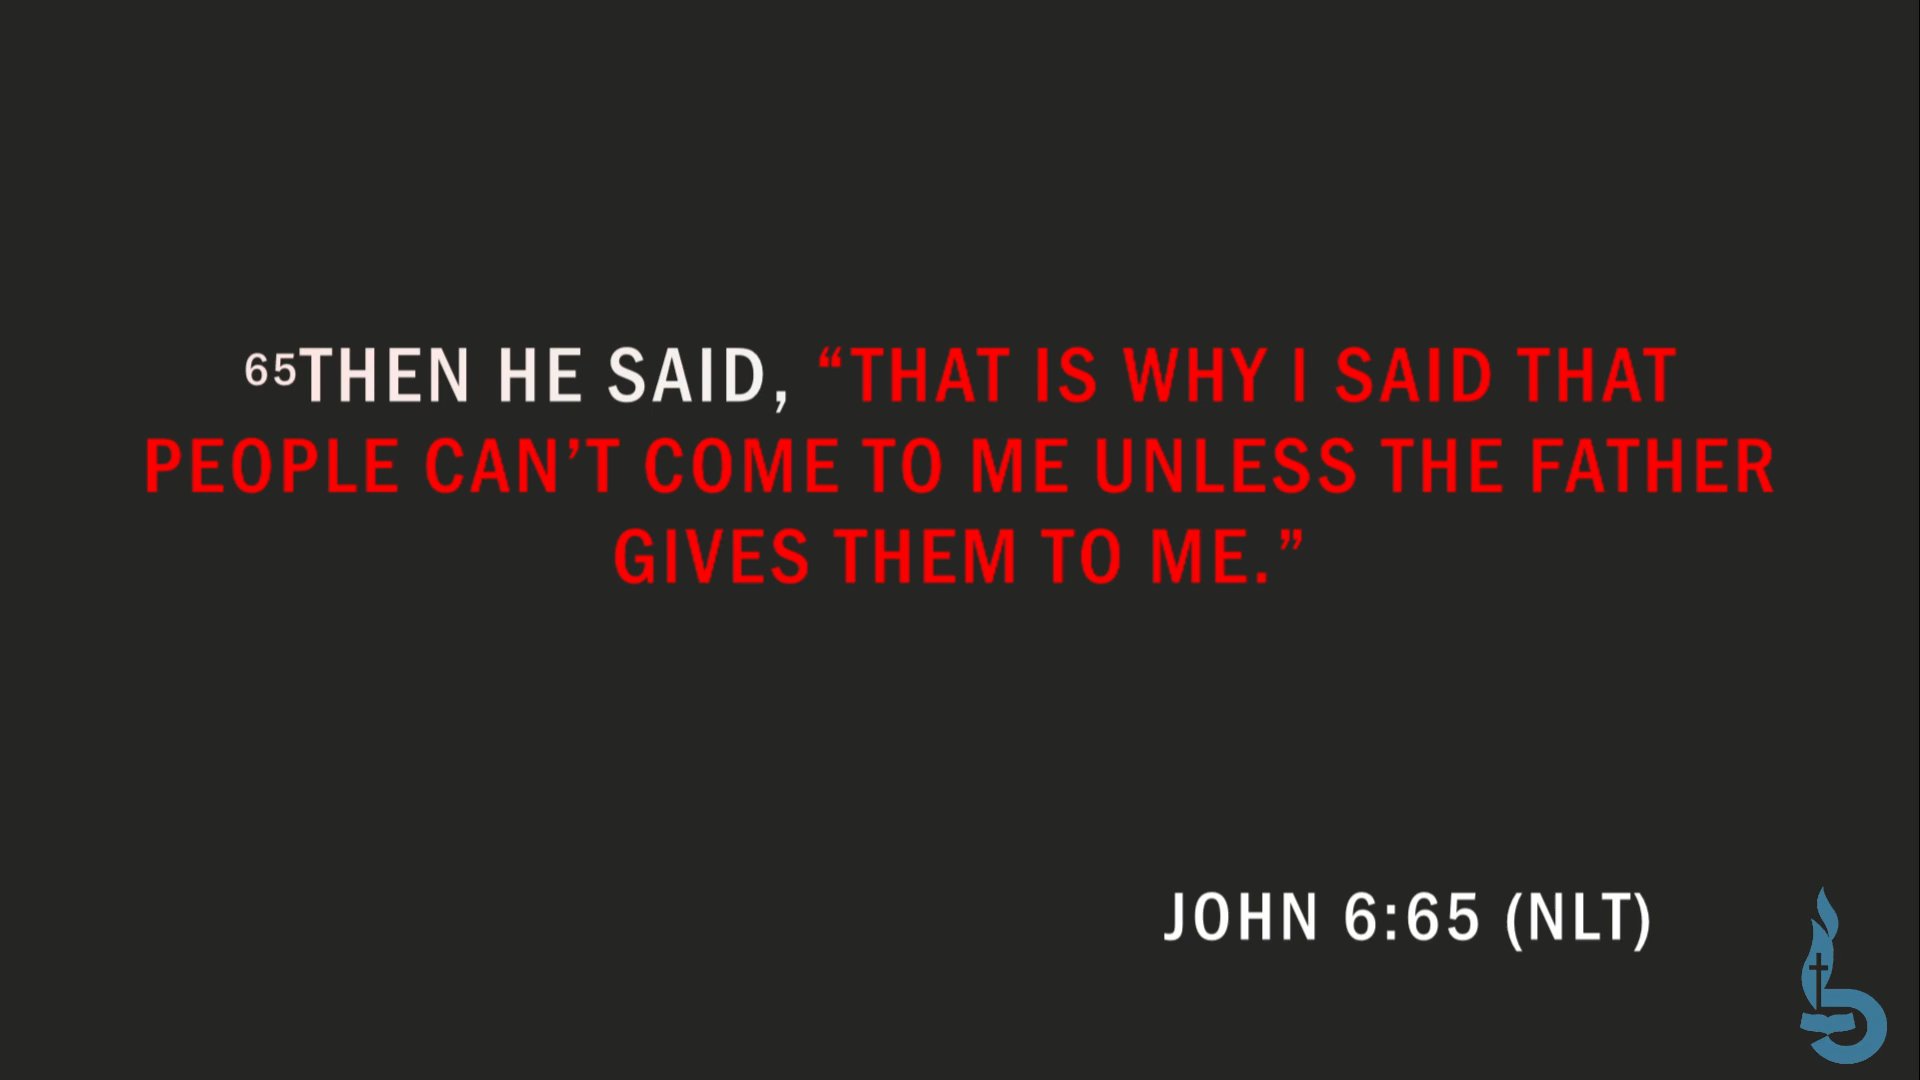 ⁶⁵THEN HE SAID, “THAT IS WHY I SAID THAT
PEOPLE CAN’T COME TO ME UNLESS THE FATHER
GIVES THEM TO ME.”
JOHN 6:65 (NLT)